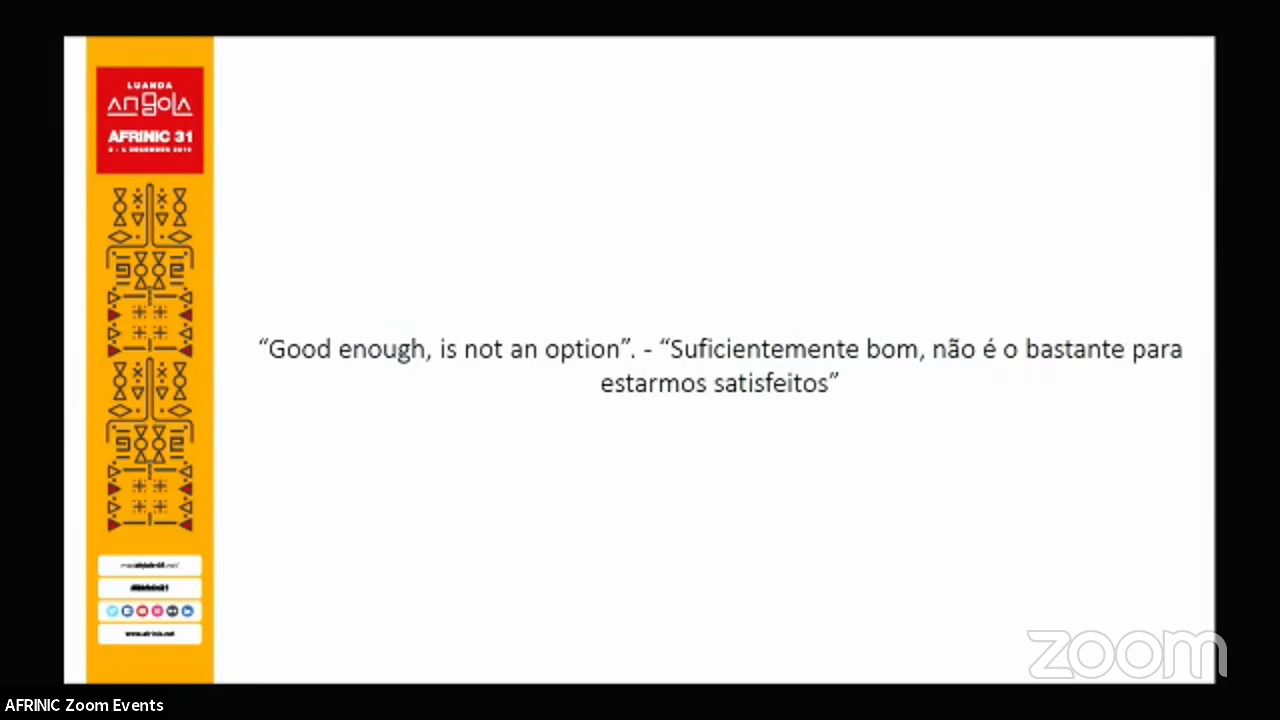 LUANDA
angola
AFRINIC 31
“Good enough, is not an option”. - “Suficientemente bom, não é o bastante para
estarmos satisfeitos”
www.afrinic.net
zoom
AFRINIC Zoom Events